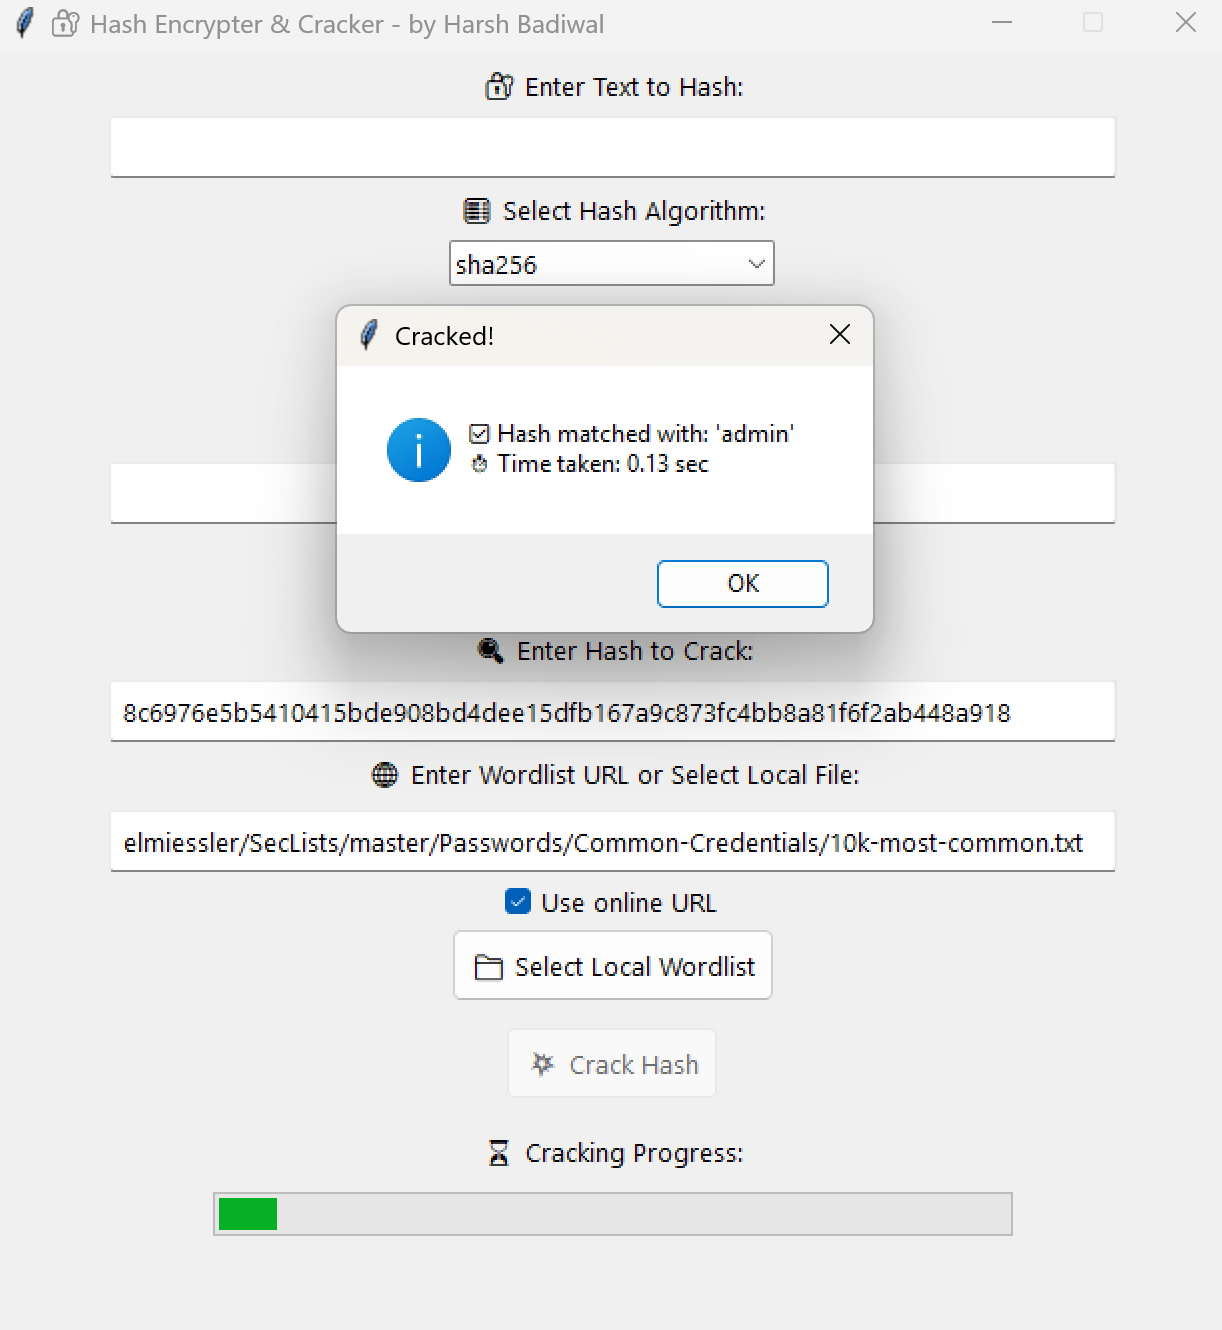 Hash Encrypter & Cracker - by Harsh Badiwal
Enter Text to Hash:
Select Hash Algorithm:
sha256
Cracked!
Hash matched with: 'admin'
Time taken: 0.13 sec
OK
Enter Hash to Crack:
8c6976e5b5410415bde908bd4dee15dfb167a9c873fc4bb8a81f6f2ab448a918
Enter Wordlist URL or Select Local File:
elmiessler/SecLists/master/Passwords/Common-Credentials/10k-most-common.txt
Use online URL
Select Local Wordlist
Crack Hash
Cracking Progress: